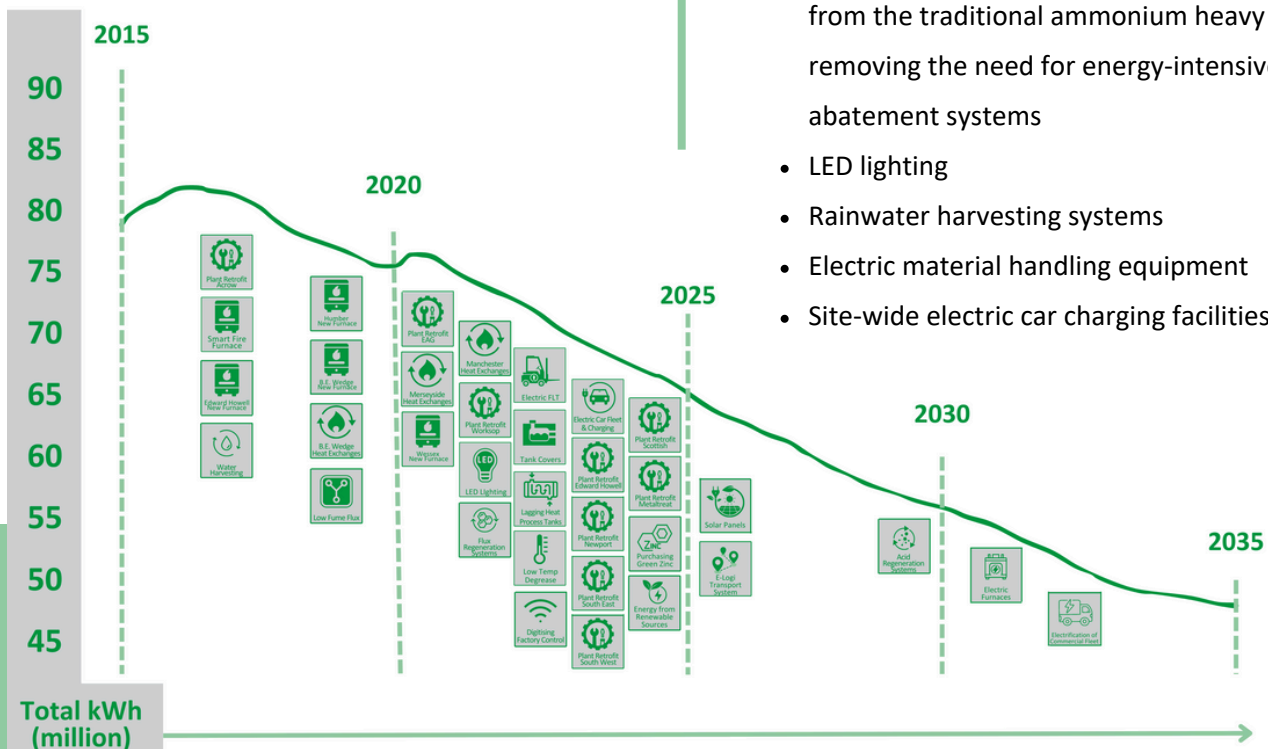 from the traditional ammonium heavy
removing the need for energy-intensive
abatement systems
• LED lighting
• Rainwater harvesting systems
• Electric material handling equipment
• Site-wide electric car charging facilities
2015
2020
2025
2030
2035
90
85
80
75
70
65
60
55
50
45
Total kWh
(million)
Plant Retrofit
Acrow
Smart Fire
Furnace
Edward Howell
New Furnace
Water
Harvesting
Humber
New Furnace
B.E. Wedge
New Furnace
B.E. Wedge
Heat Exchanges
Low Fume Flux
Plant Retrofit
EAG
Merseyside
Heat Exchanges
Wessex
New Furnace
Manchester
Heat Exchanges
Plant Retrofit
Worksop
LED
LED Lighting
Flux
Regeneration
Systems
Electric FLT
Tank Covers
Lagging Heat
Process Tanks
Low Temp
Degrease
Digitising
Factory Control
Electric Car Fleet
& Charging
Plant Retrofit
Edward Howell
Plant Retrofit
Newport
Plant Retrofit
South East
Plant Retrofit
South West
Plant Retrofit
Scottish
Plant Retrofit
Metaltreat
ZINC
Purchasing
Green Zinc
Energy from
Renewable
Sources
Solar Panels
E-Logi
Transport
System
Acid
Regeneration
Systems
Electric
Furnaces
Electrification of
Commercial Fleet